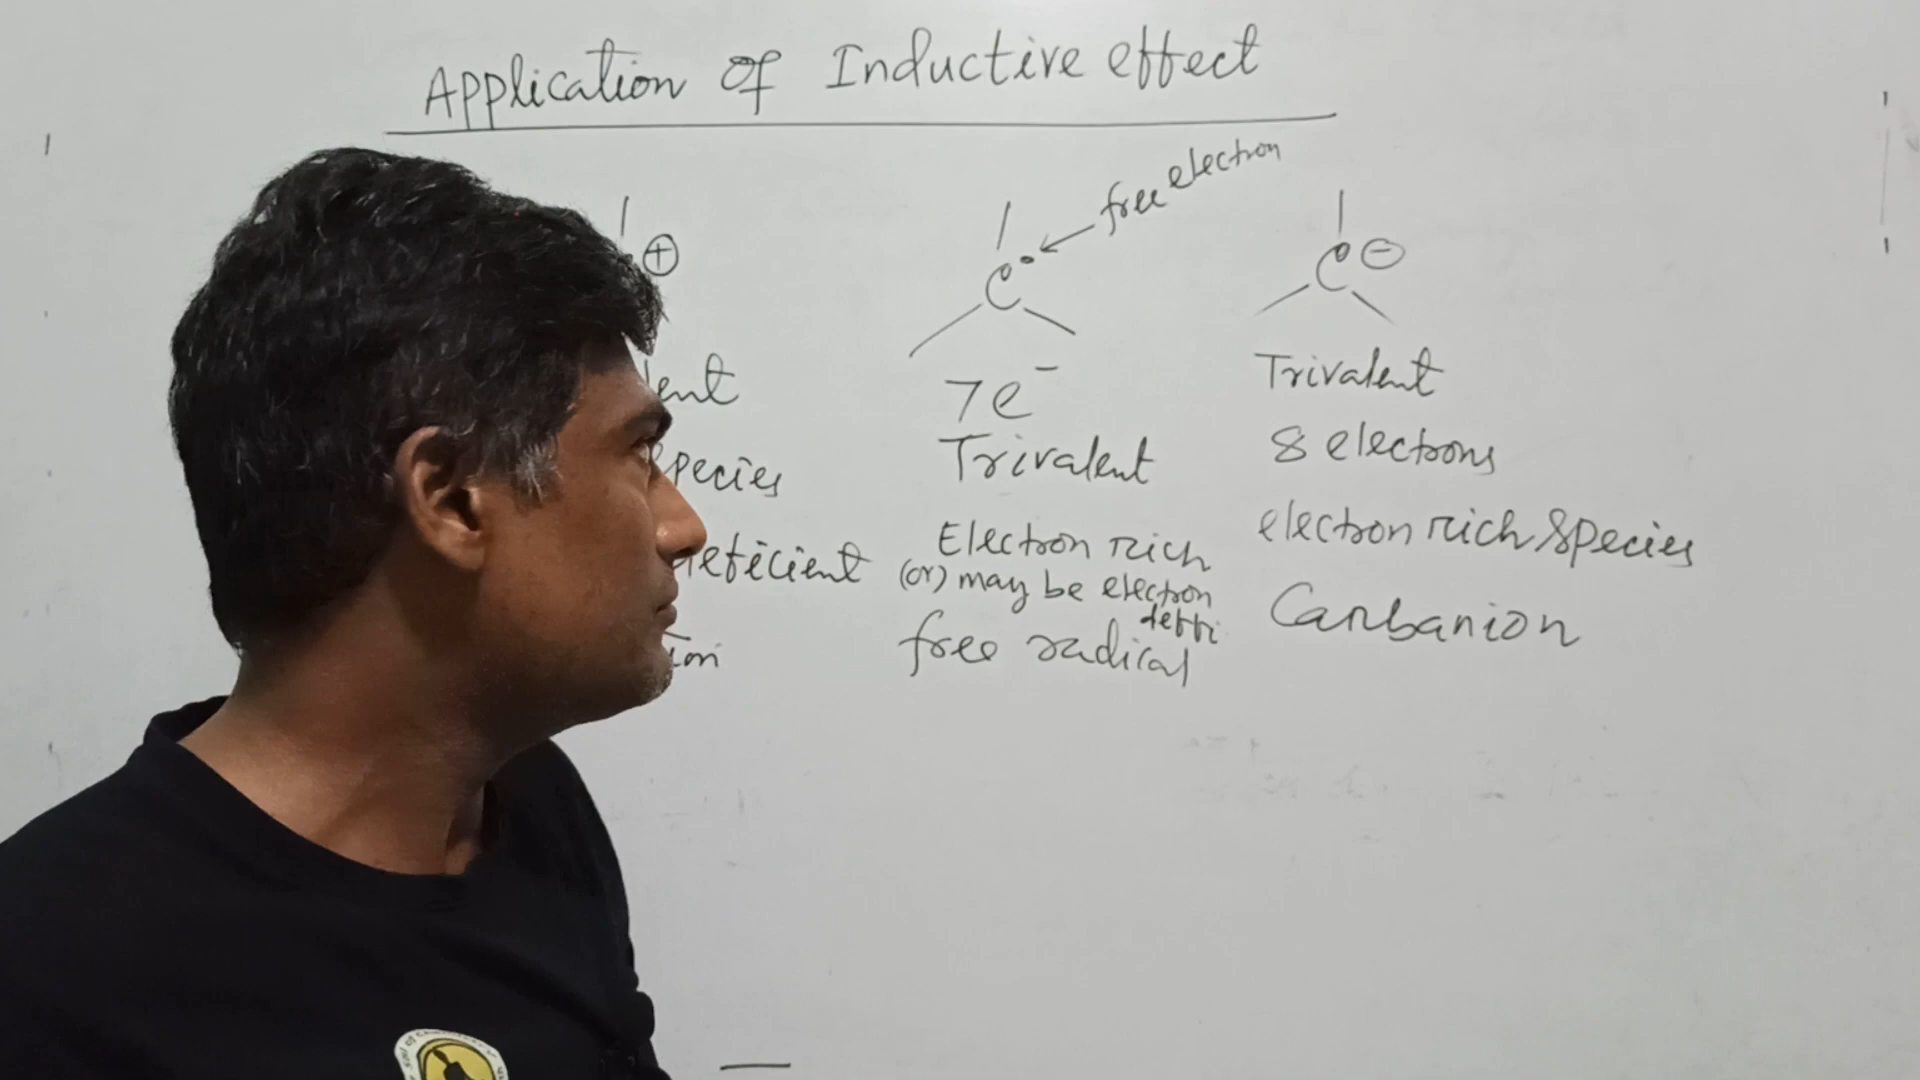 Application of Inductive effect
⊕
C• ← free electron
C ⊖
7e⁻
Trivalent
Electron rich
(or) may be electron
free radical
Trivalent
8 electrons
electron rich species
Carbanion